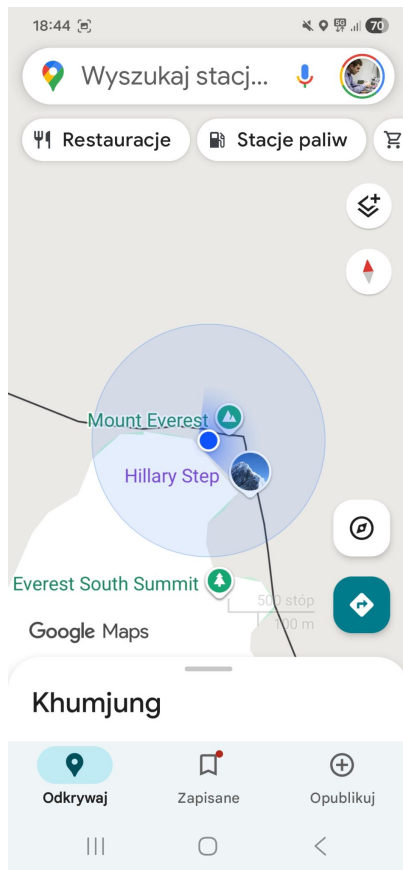 18:44
5G
70
Wyszukaj stacj...
Restauracje
Stacje paliw
Mount Everest
Hillary Step
Everest South Summit
500 stóp
100 m
Google Maps
Khumjung
Odkrywaj
Zapisane
Opublikuj